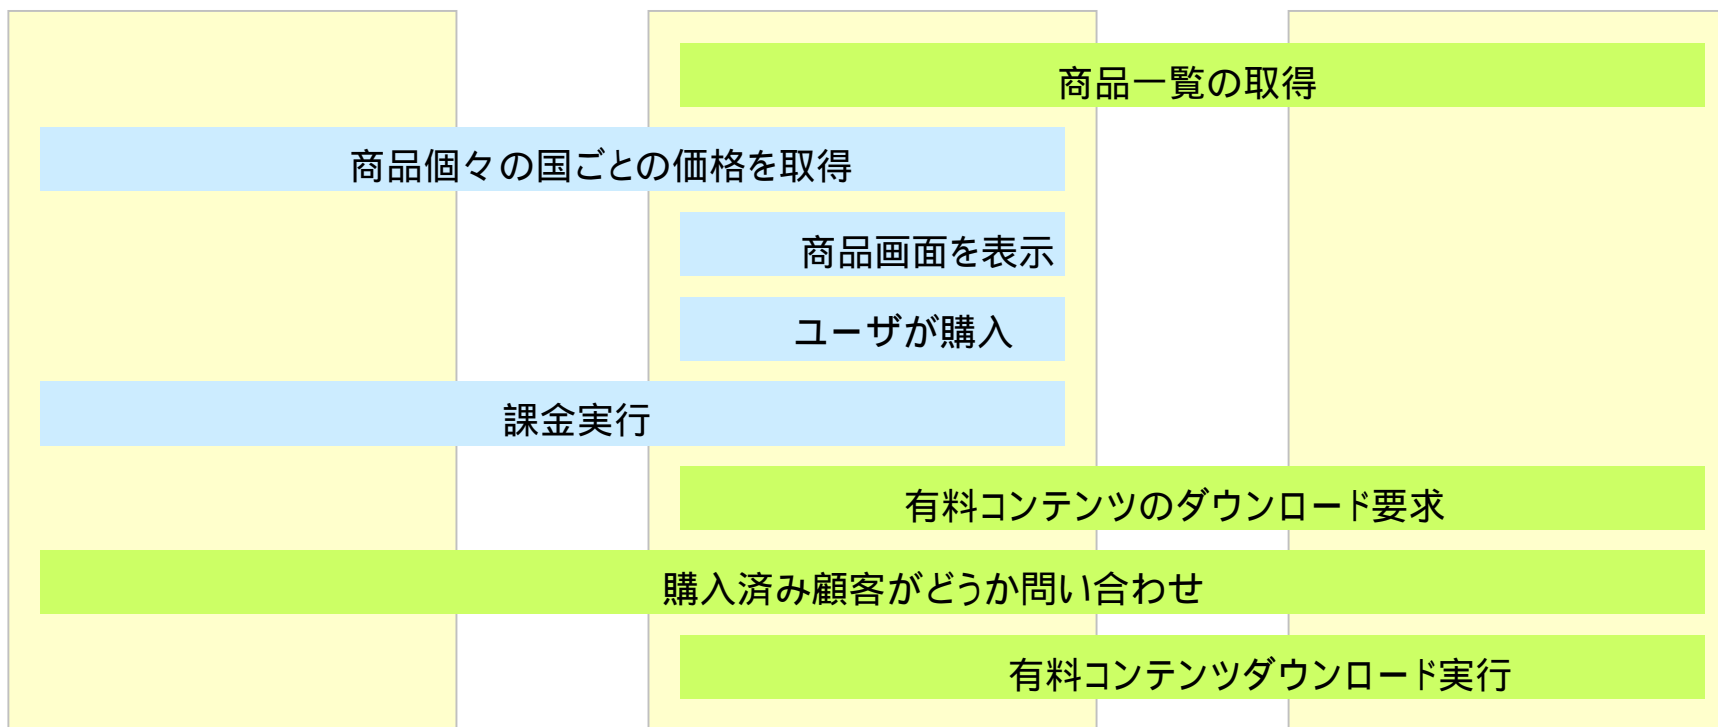 商品一覧の取得
商品個々の国ごとの価格を取得
商品画面を表示
ユーザが購入
課金実行
有料コンテンツのダウンロード要求
購入済み顧客がどうか問い合わせ
有料コンテンツダウンロード実行